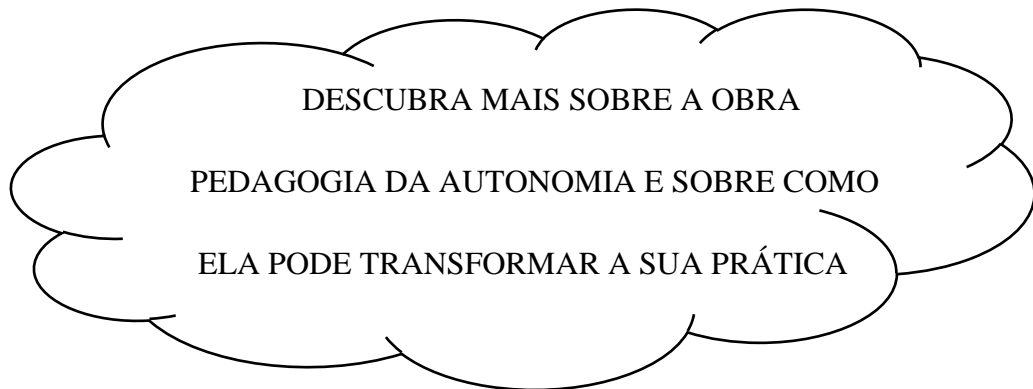 DESCUBRA MAIS SOBRE A OBRA
PEDAGOGIA DA AUTONOMIA E SOBRE COMO
ELA PODE TRANSFORMAR A SUA PRÁTICA